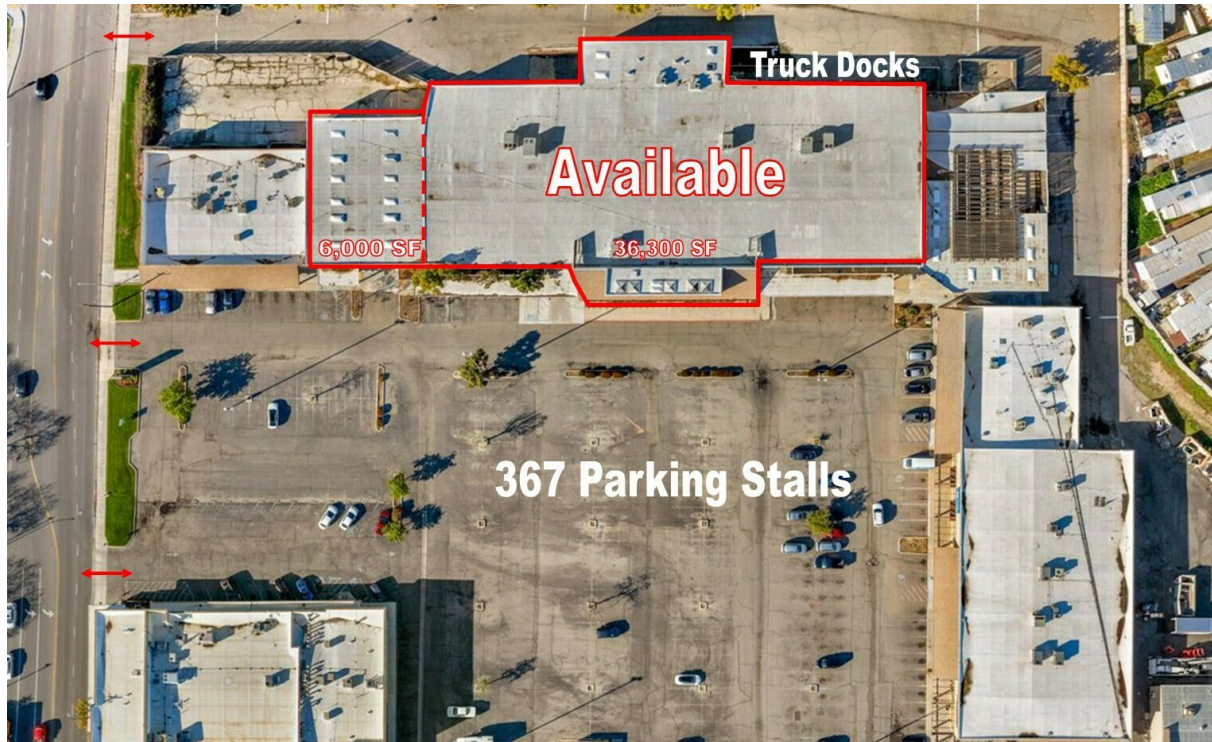 Truck Docks
Available
6,000 SF
36,300 SF
367 Parking Stalls